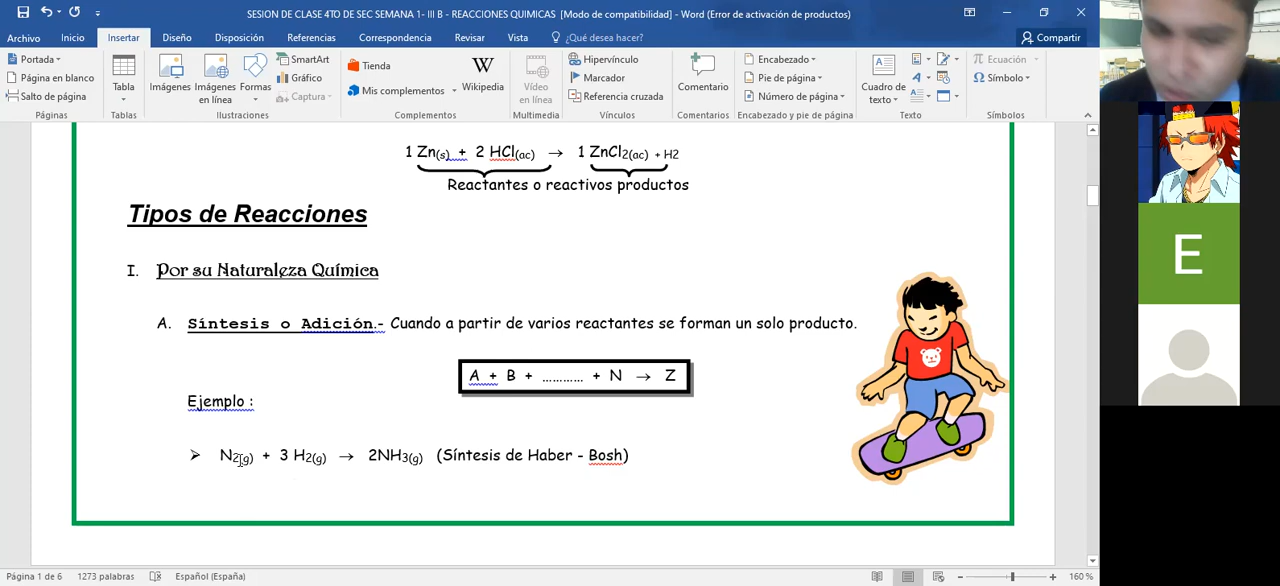 SESION DE CLASE 4TO DE SEC SEMANA 1- III B - REACCIONES QUIMICAS [Modo de compatibilidad] - Word (Error de activación de productos)
Archivo Inicio Insertar Diseño Disposición Referencias Correspondencia Revisar Vista ¿Qué desea hacer? Compartir
Portada
Página en blanco
Salto de página
Páginas
Tabla
Tablas
Imágenes
Imágenes en línea
Formas
SmartArt
Gráfico
Captura
Ilustraciones
Tienda
Mis complementos
W
Wikipedia
Complementos
Vídeo en línea
Multimedia
Hipervínculo
Marcador
Referencia cruzada
Vínculos
Comentario
Comentarios
Encabezado
Pie de página
Número de página
Encabezado y pie de página
Cuadro de texto
A
Texto
Ecuación
Símbolo
Símbolos
1 Zn(s) + 2 HCl(ac) → 1 ZnCl2(ac) + H2
Reactantes o reactivos productos
Tipos de Reacciones
I. Por su Naturaleza Química
A. Síntesis o Adición.- Cuando a partir de varios reactantes se forman un solo producto.
A + B + ………… + N → Z
Ejemplo :
➢ N2(g) + 3 H2(g) → 2NH3(g) (Síntesis de Haber - Bosh)
E
Página 1 de 6 1273 palabras Español (España) 160 %